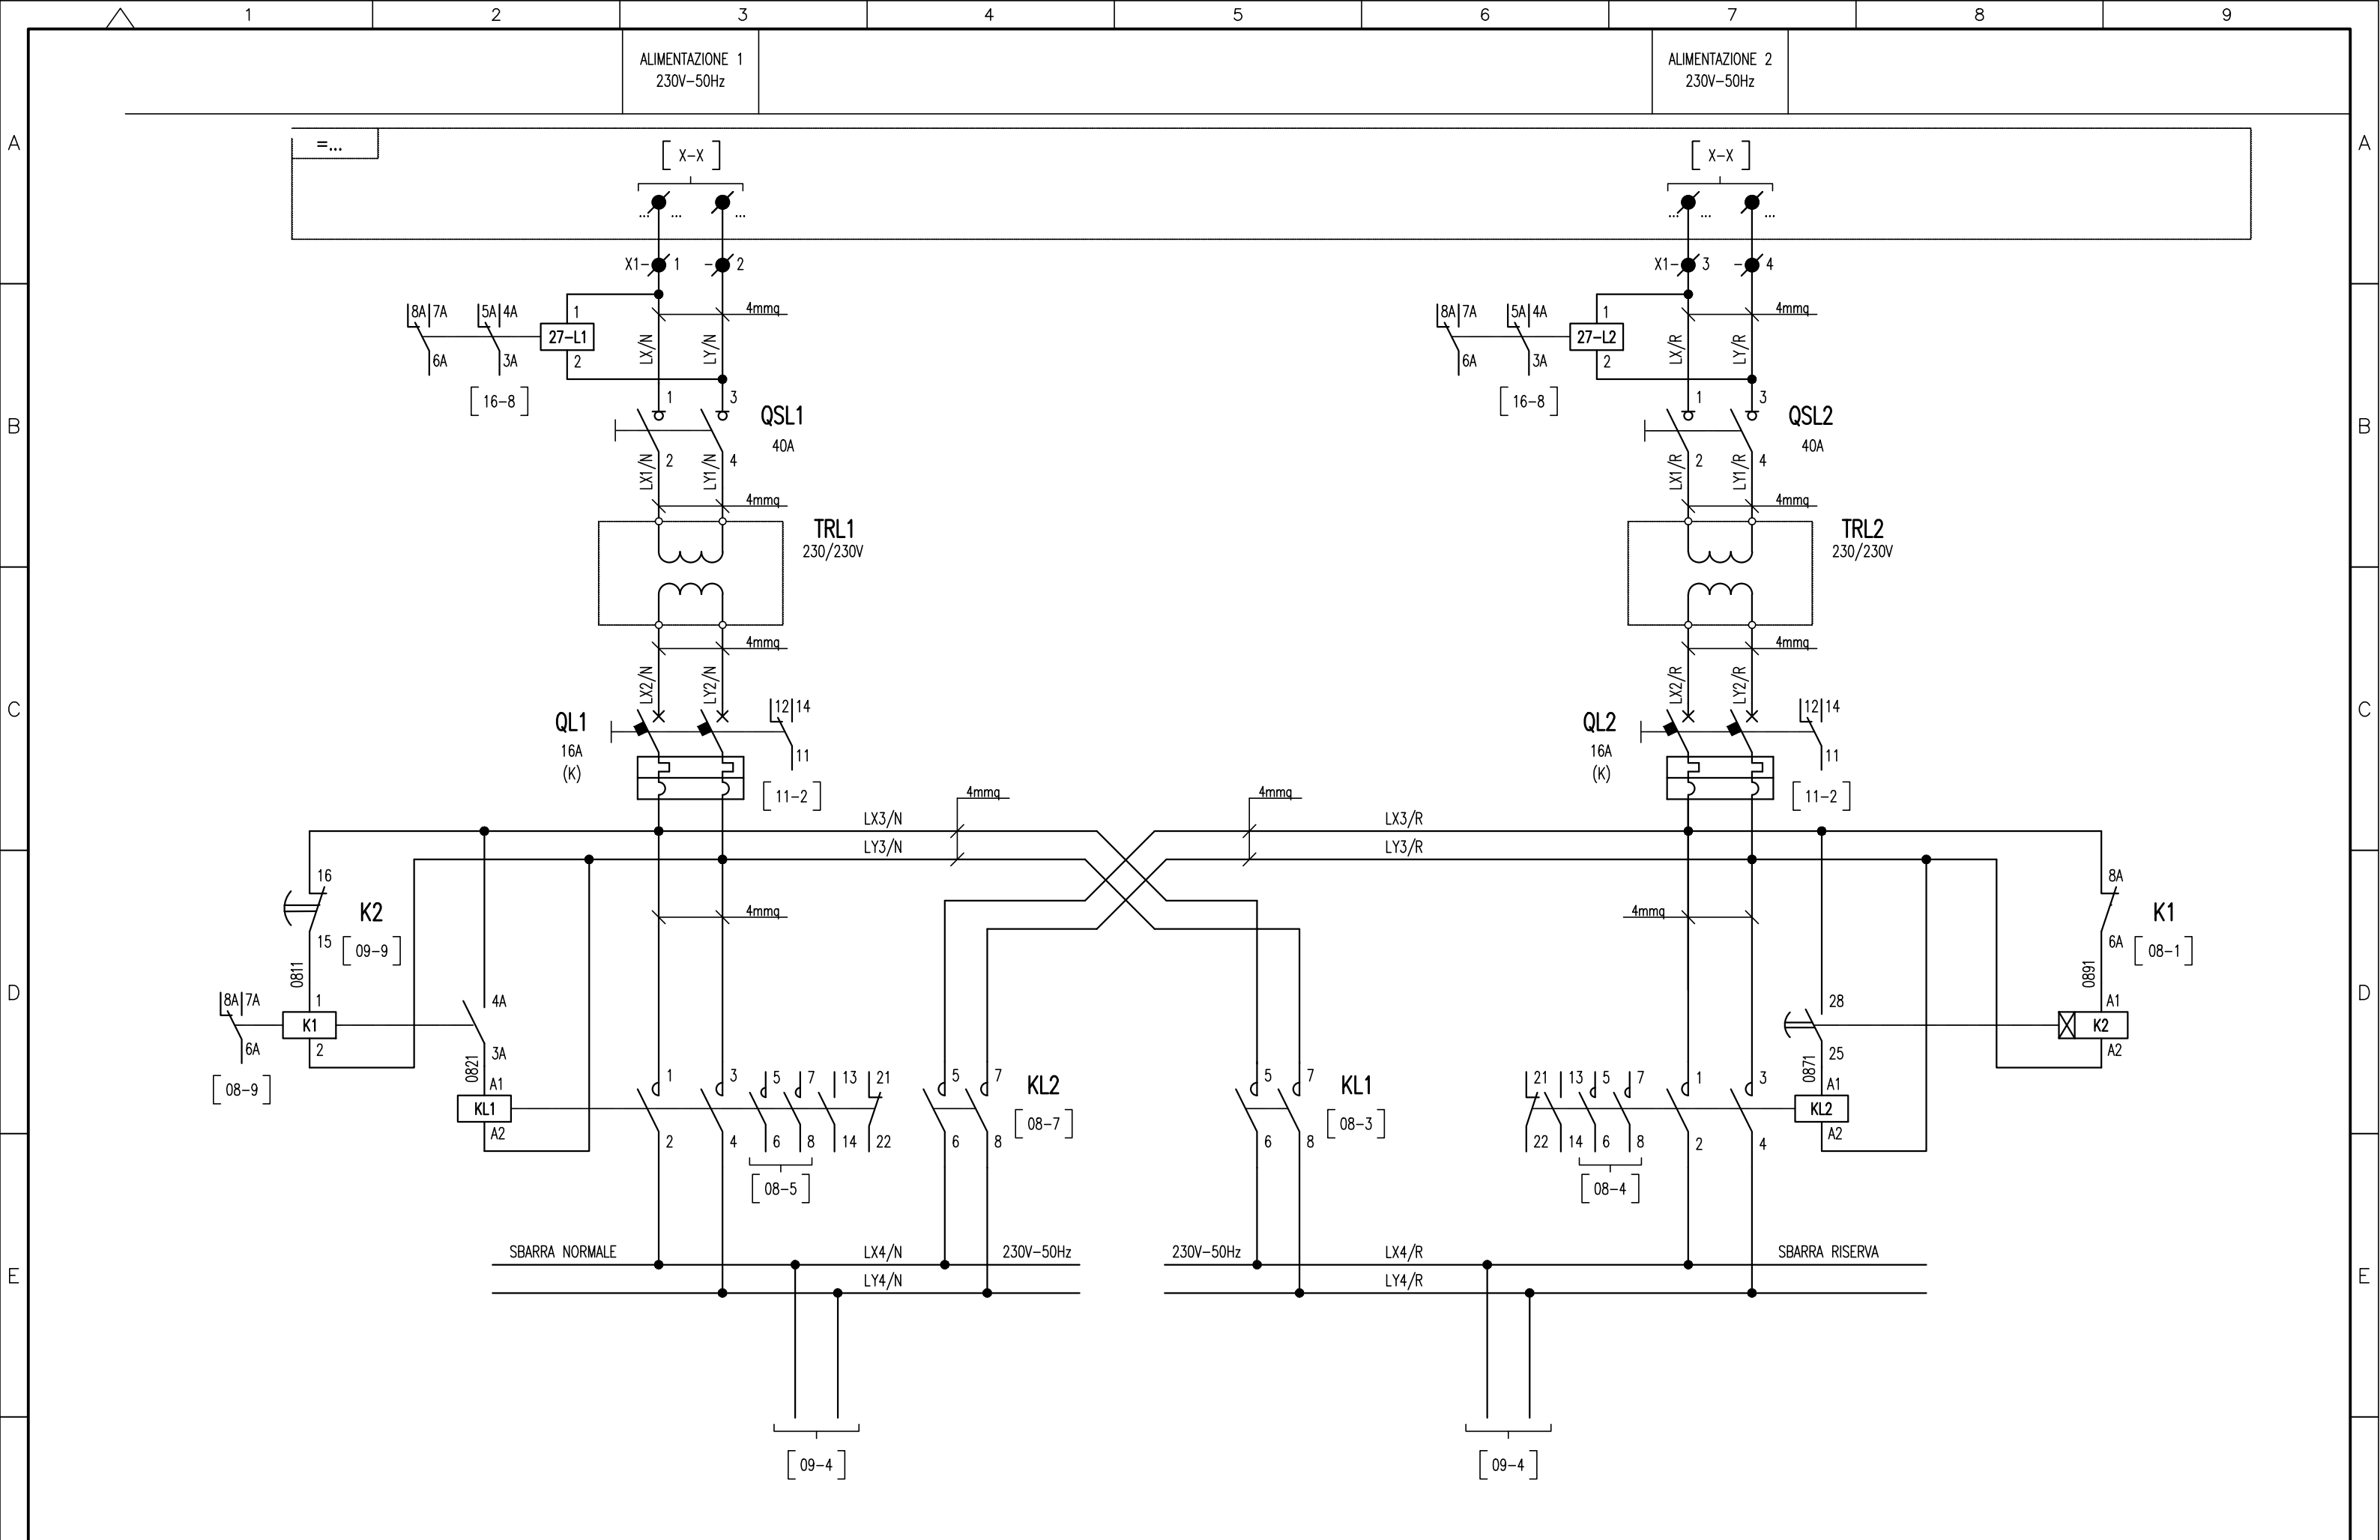 1 2 3 4 5 6 7 8 9
ALIMENTAZIONE 1
230V-50Hz
ALIMENTAZIONE 2
230V-50Hz
A A
=...
[ X-X ] [ X-X ]
... ... ... ... ... ...
X1- 1 - 2 X1- 3 - 4
8A 7A 5A 4A 1 4mmq 8A 7A 5A 4A 1 4mmq
27-L1 LX/N LY/N 27-L2 LX/R LY/R
6A 3A 2 6A 3A 2
[ 16-8 ] 1 3 [ 16-8 ] 1 3
B QSL1 QSL2 B
40A 40A
LX1/N 2 LY1/N 4 LX1/R 2 LY1/R 4
4mmq 4mmq
TRL1 TRL2
230/230V 230/230V
4mmq 4mmq
LX2/N LY2/N LX2/R LY2/R
C 12 14 12 14 C
QL1 QL2
16A 11 16A 11
(K) (K)
[ 11-2 ] 4mmq 4mmq [ 11-2 ]
LX3/N LX3/R
LY3/N LY3/R
16 8A
K2 4mmq 4mmq K1
15 [ 09-9 ] 6A [ 08-1 ]
0811 0891
D D
8A 7A 1 4A 28 A1
K1 K2
6A 2 3A 25 A2
0821 0871
[ 08-9 ] A1 1 3 5 7 13 21 5 7 KL2 5 7 KL1 21 13 5 7 1 3 A1
KL1 [ 08-7 ] [ 08-3 ] KL2
A2 2 4 6 8 14 22 6 8 6 8 22 14 6 8 2 4 A2
[ 08-5 ] [ 08-4 ]
SBARRA NORMALE LX4/N 230V-50Hz 230V-50Hz LX4/R SBARRA RISERVA
E LY4/N LY4/R E
[ 09-4 ] [ 09-4 ]